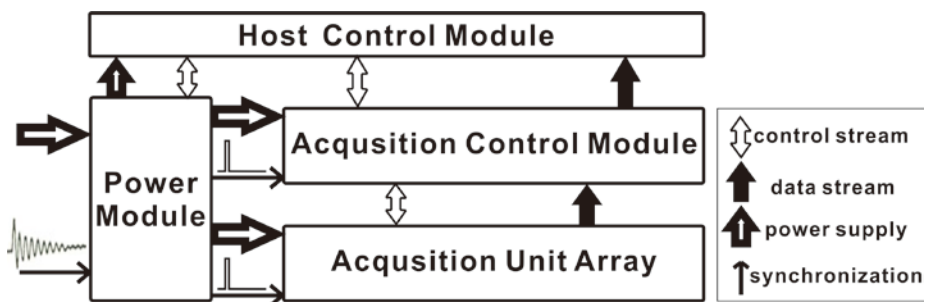 Host Control Module
Acqusition Control Module
Power
Module
Acqusition Unit Array
control stream
data stream
power supply
synchronization